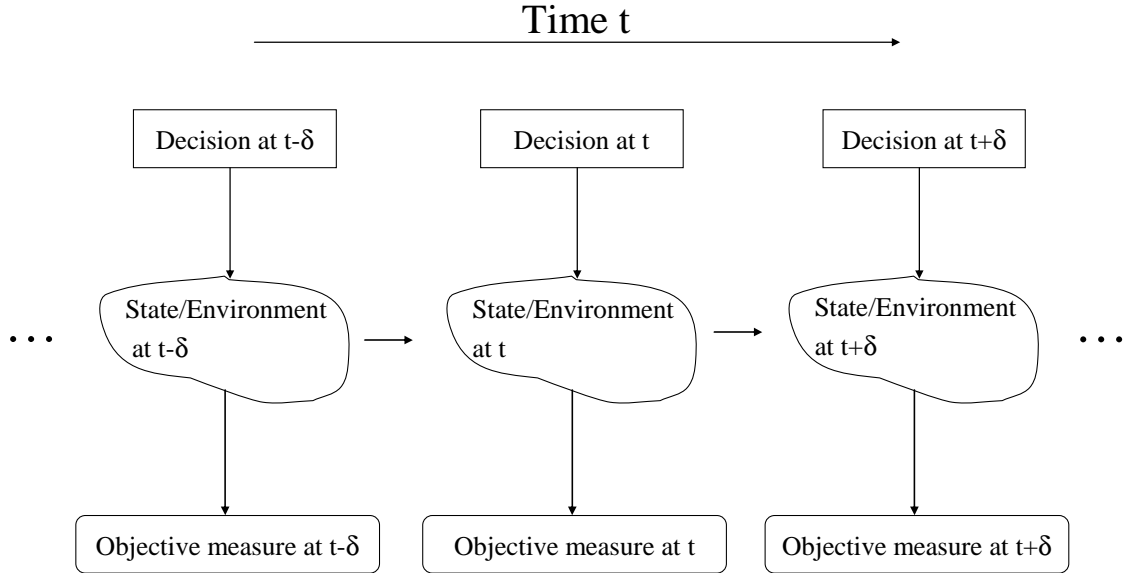 Time t
Decision at t-δ
Decision at t
Decision at t+δ
State/Environment
at t-δ
State/Environment
at t
State/Environment
at t+δ
...
...
Objective measure at t-δ
Objective measure at t
Objective measure at t+δ